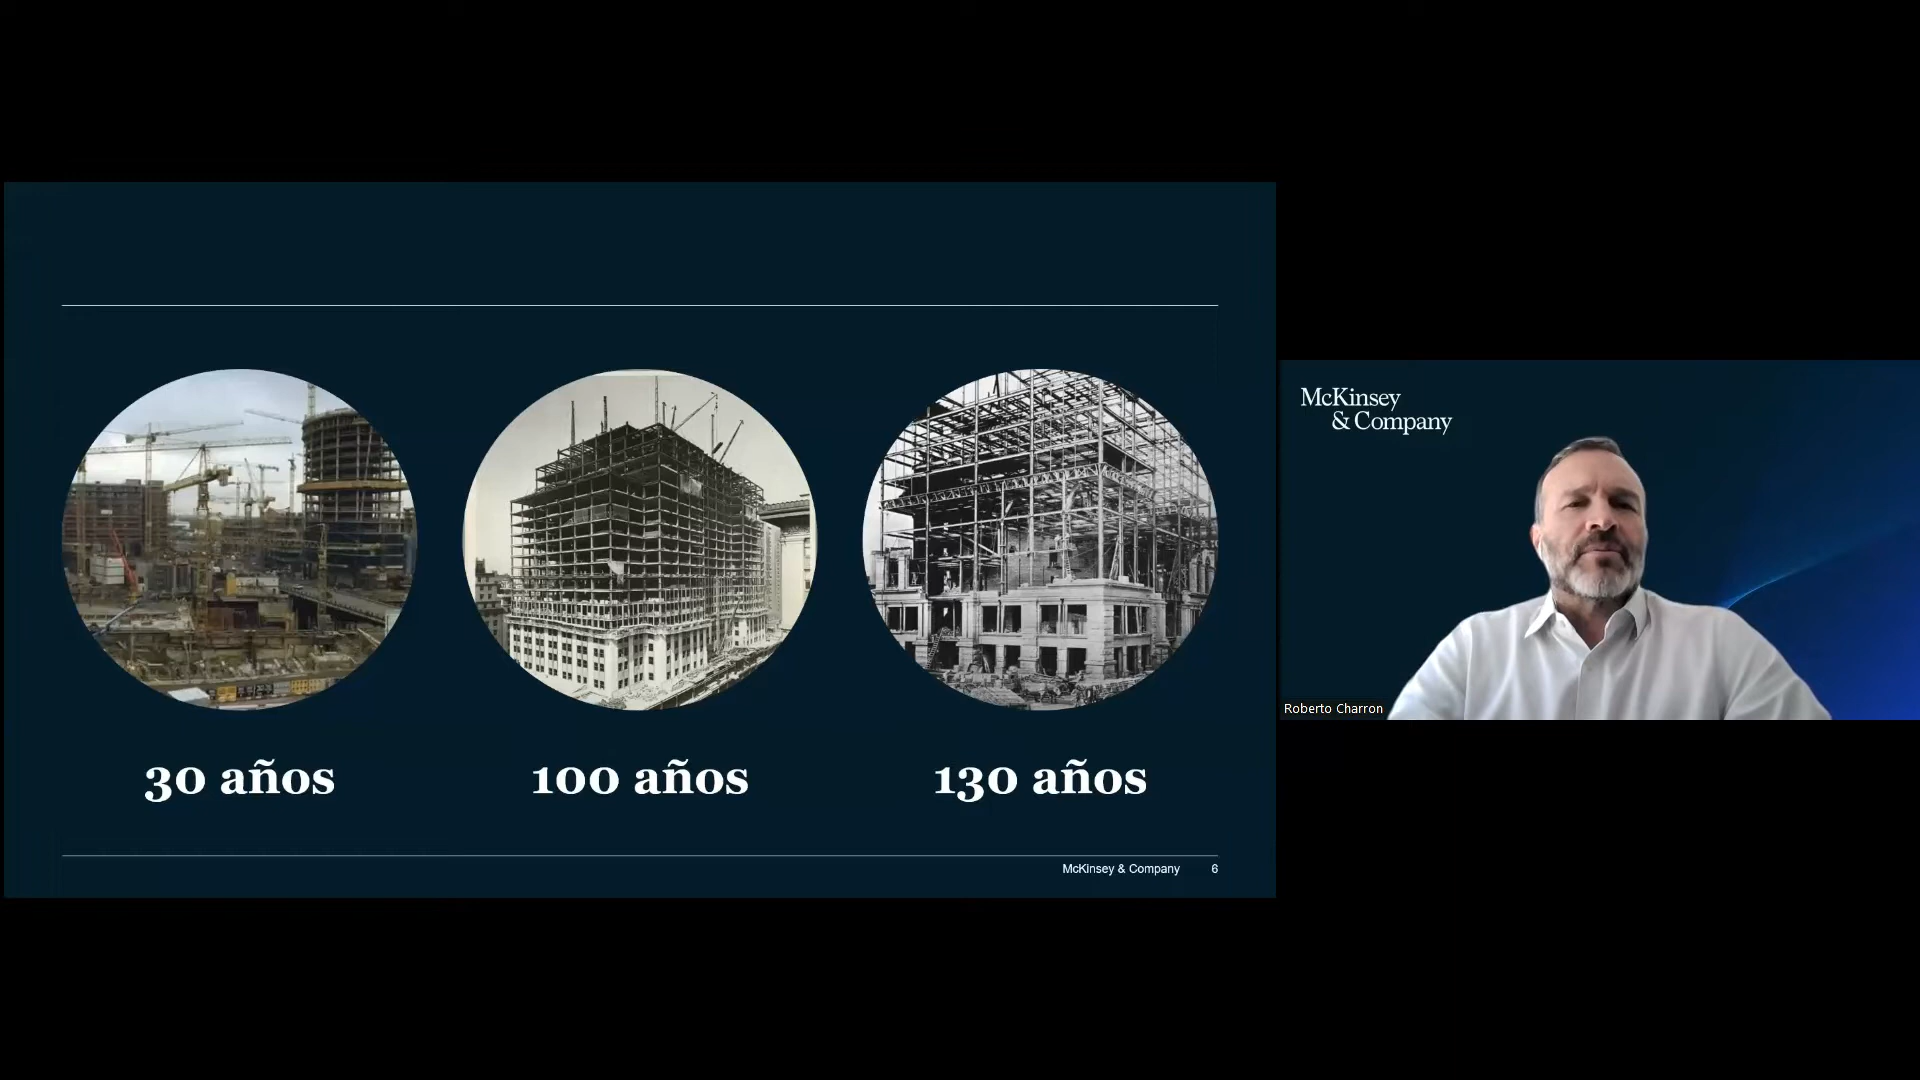 30 años
100 años
130 años
McKinsey & Company 6
McKinsey
& Company
Roberto Charron